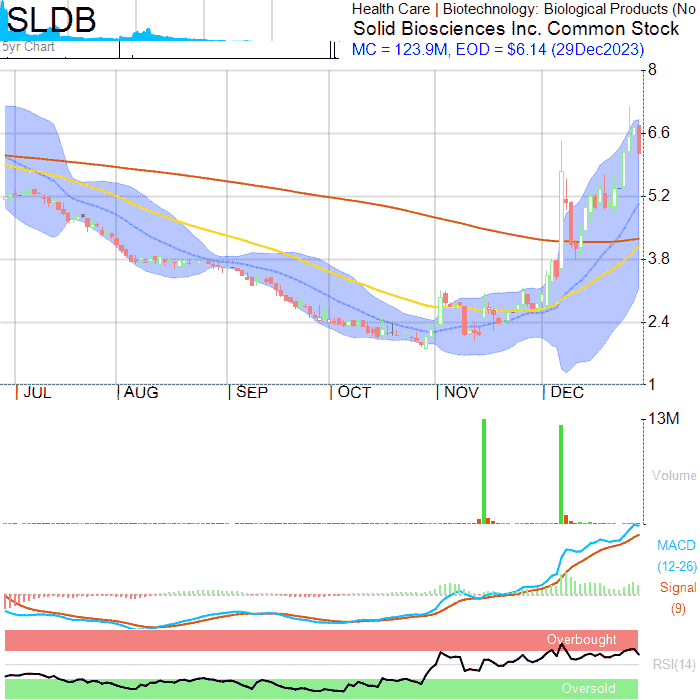 SLDB
5yr Chart
Health Care | Biotechnology: Biological Products (No
Solid Biosciences Inc. Common Stock
MC = 123.9M, EOD = $6.14 (29Dec2023)
8
6.6
5.2
3.8
2.4
1
JUL AUG SEP OCT NOV DEC
13M
Volume
MACD
(12-26)
Signal
(9)
Overbought
RSI(14)
Oversold